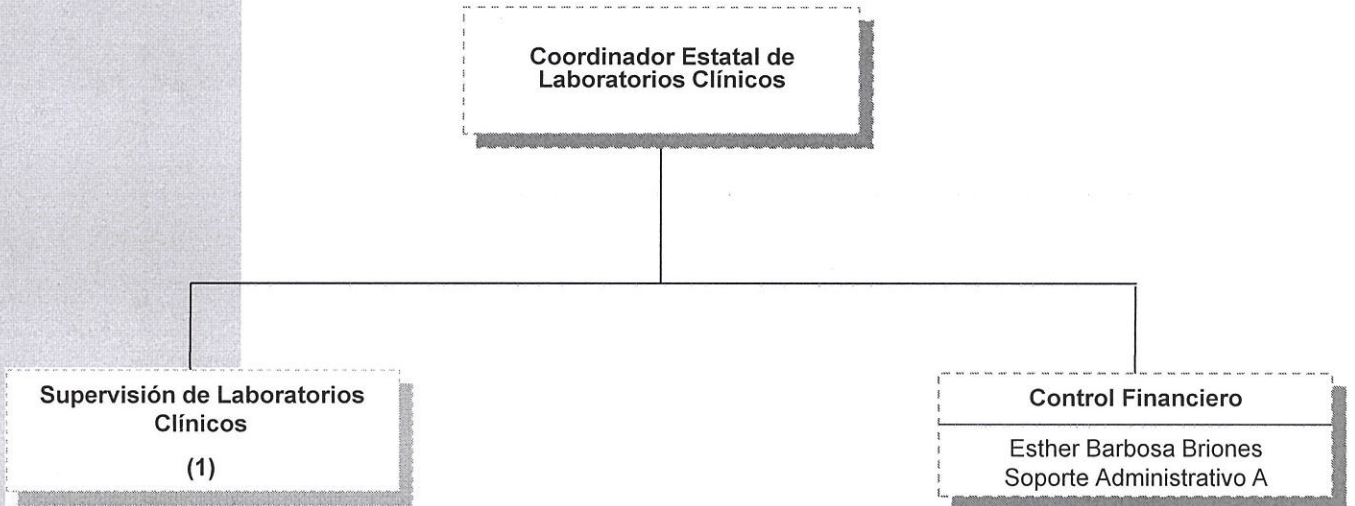 Coordinador Estatal de
Laboratorios Clínicos
Supervisión de Laboratorios
Clínicos
(1)
Control Financiero
Esther Barbosa Briones
Soporte Administrativo A